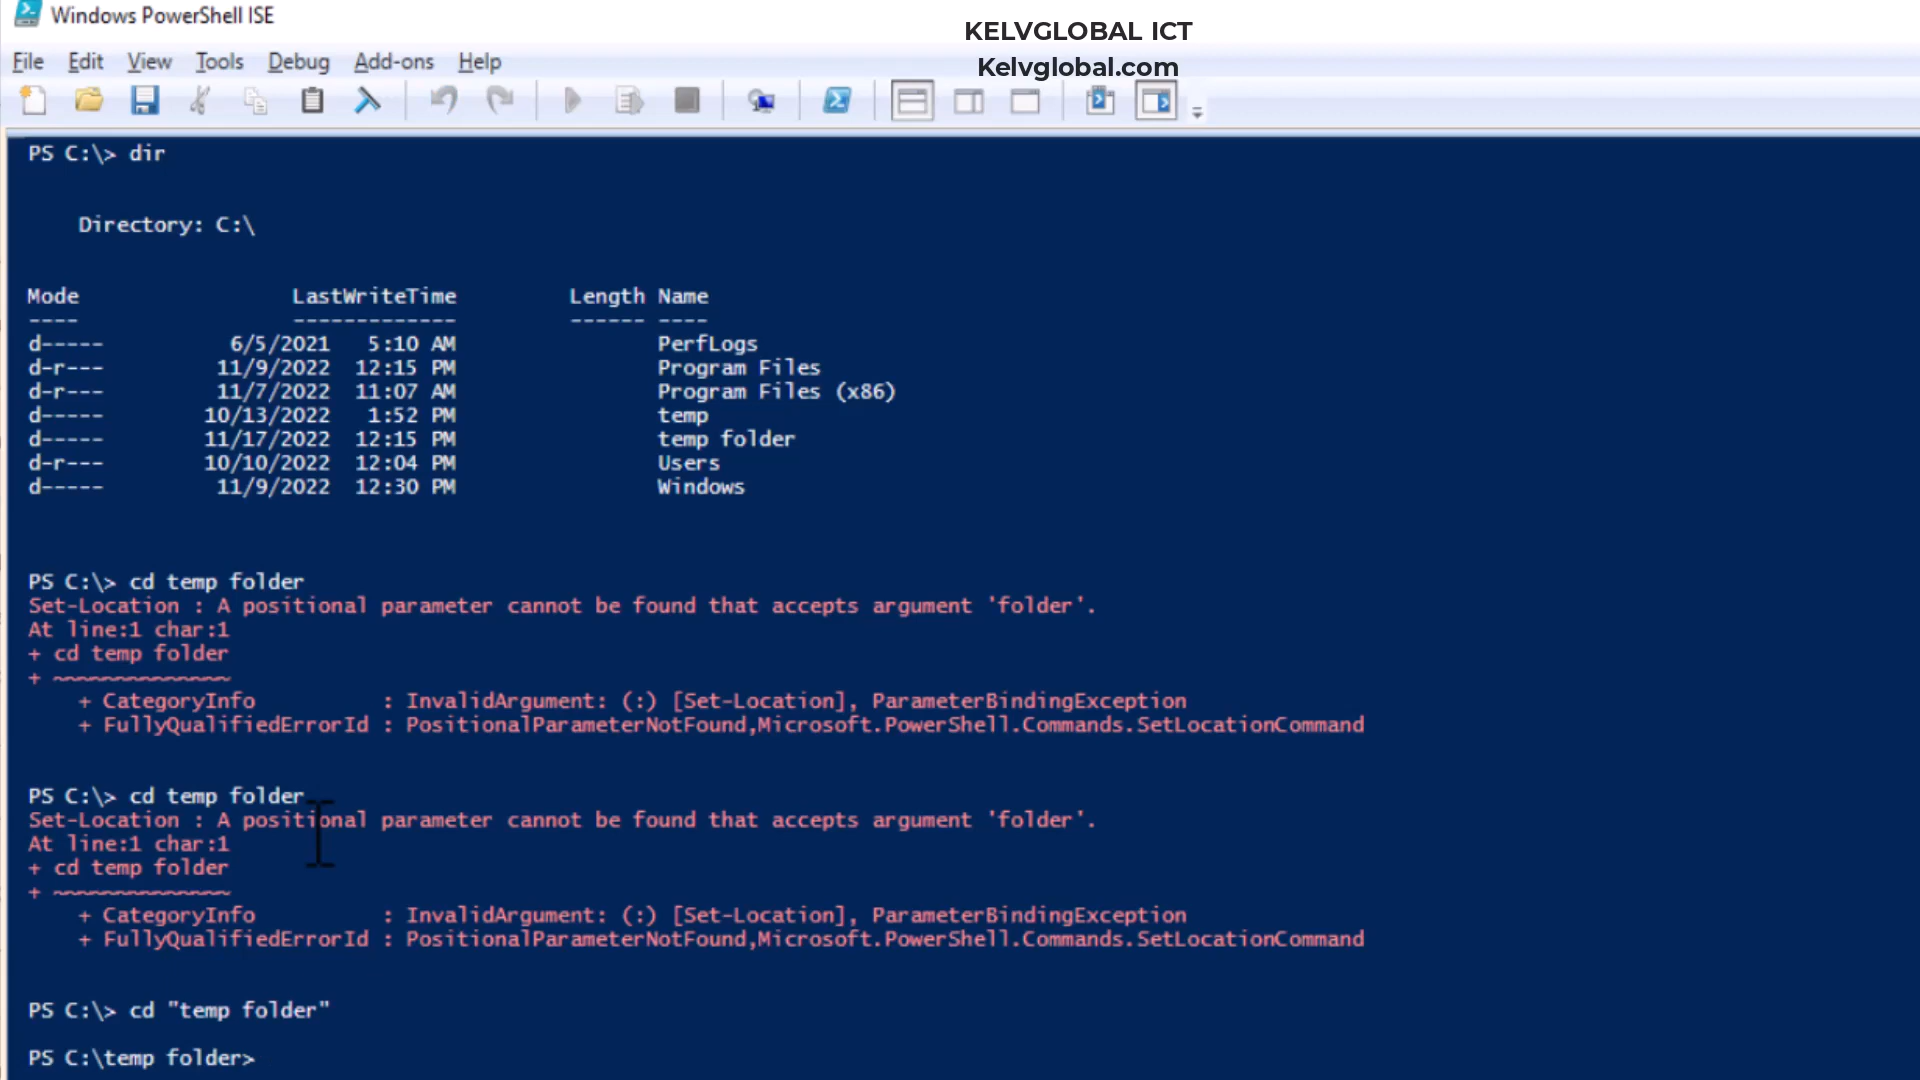 Windows PowerShell ISE
KELVGLOBAL ICT
File Edit View Tools Debug Add-ons Help
Kelvglobal.com
PS C:\> dir
    Directory: C:\
Mode                 LastWriteTime         Length Name
----                 -------------         ------ ----
d-----          6/5/2021   5:10 AM                PerfLogs
d-r---         11/9/2022  12:15 PM                Program Files
d-r---         11/7/2022  11:07 AM                Program Files (x86)
d-----        10/13/2022   1:52 PM                temp
d-----        11/17/2022  12:15 PM                temp folder
d-r---        10/10/2022  12:04 PM                Users
d-----         11/9/2022  12:30 PM                Windows
PS C:\> cd temp folder
Set-Location : A positional parameter cannot be found that accepts argument 'folder'.
At line:1 char:1
+ cd temp folder
+ ~~~~~~~~~~~~~~
    + CategoryInfo          : InvalidArgument: (:) [Set-Location], ParameterBindingException
    + FullyQualifiedErrorId : PositionalParameterNotFound,Microsoft.PowerShell.Commands.SetLocationCommand
PS C:\> cd temp folder
Set-Location : A positional parameter cannot be found that accepts argument 'folder'.
At line:1 char:1
+ cd temp folder
+ ~~~~~~~~~~~~~~
    + CategoryInfo          : InvalidArgument: (:) [Set-Location], ParameterBindingException
    + FullyQualifiedErrorId : PositionalParameterNotFound,Microsoft.PowerShell.Commands.SetLocationCommand
PS C:\> cd "temp folder"
PS C:\temp folder>